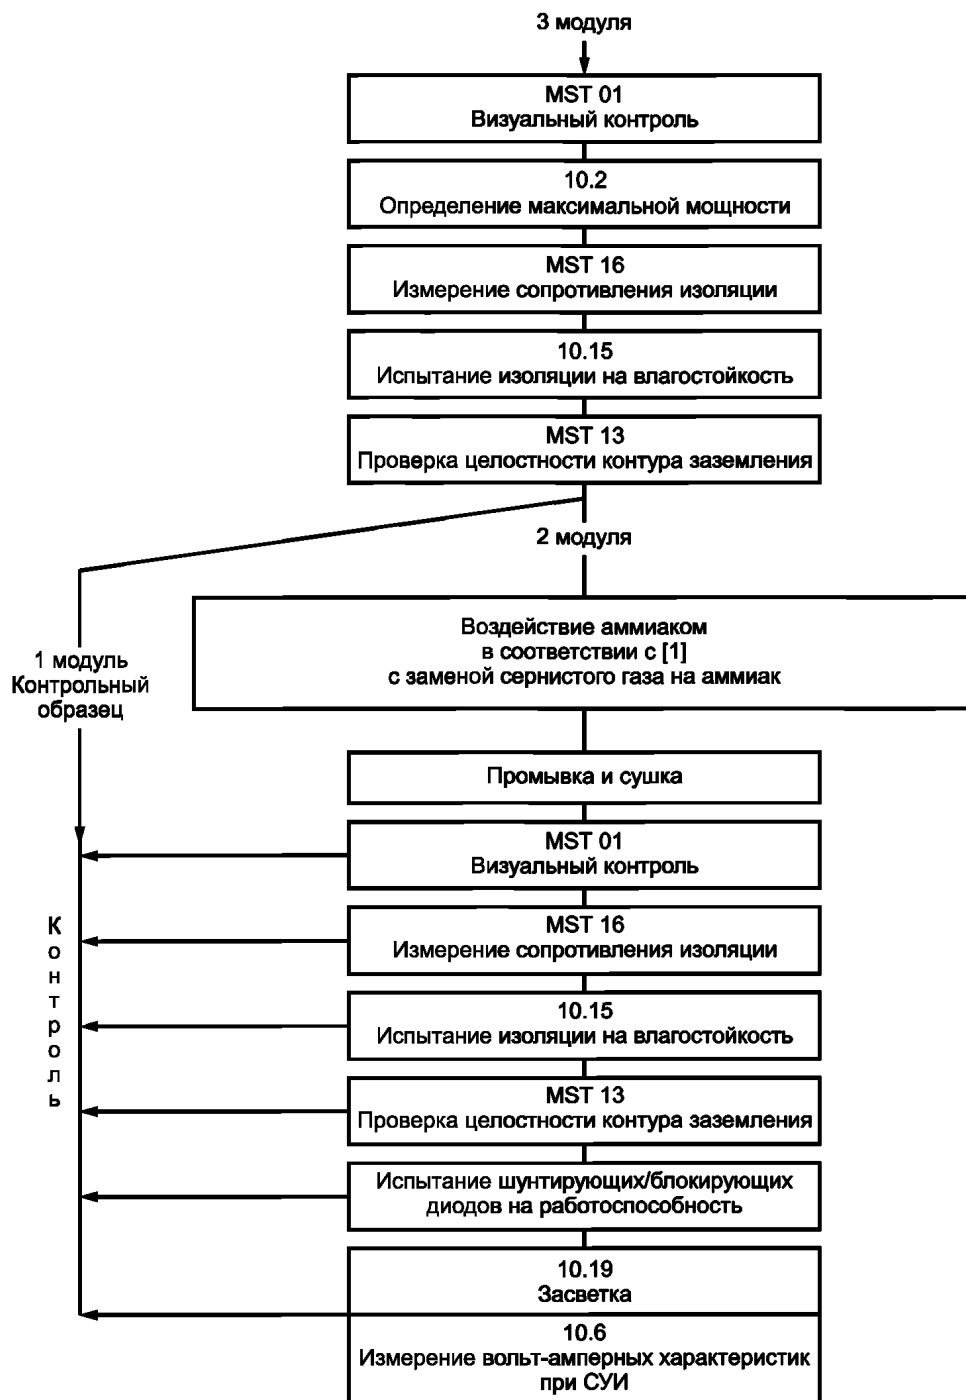 3 модуля
MST 01
Визуальный контроль
10.2
Определение максимальной мощности
MST 16
Измерение сопротивления изоляции
10.15
Испытание изоляции на влагостойкость
MST 13
Проверка целостности контура заземления
2 модуля
Воздействие аммиаком
в соответствии с [1]
с заменой сернистого газа на аммиак
1 модуль
Контрольный
образец
Промывка и сушка
MST 01
Визуальный контроль
MST 16
Измерение сопротивления изоляции
10.15
Испытание изоляции на влагостойкость
MST 13
Проверка целостности контура заземления
Испытание шунтирующих/блокирующих
диодов на работоспособность
10.19
Засветка
10.6
Измерение вольт-амперных характеристик
при СУИ
Контроль